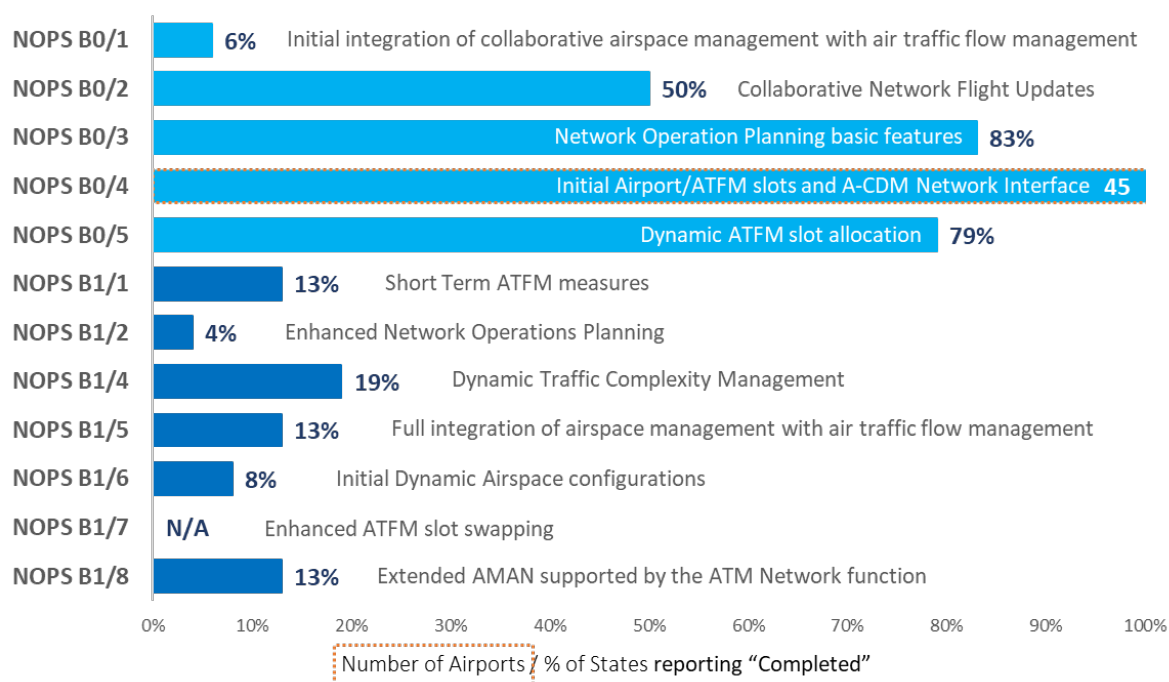 NOPS B0/1 6% Initial integration of collaborative airspace management with air traffic flow management
NOPS B0/2 50% Collaborative Network Flight Updates
NOPS B0/3 Network Operation Planning basic features 83%
NOPS B0/4 Initial Airport/ATFM slots and A-CDM Network Interface 45
NOPS B0/5 Dynamic ATFM slot allocation 79%
NOPS B1/1 13% Short Term ATFM measures
NOPS B1/2 4% Enhanced Network Operations Planning
NOPS B1/4 19% Dynamic Traffic Complexity Management
NOPS B1/5 13% Full integration of airspace management with air traffic flow management
NOPS B1/6 8% Initial Dynamic Airspace configurations
NOPS B1/7 N/A Enhanced ATFM slot swapping
NOPS B1/8 13% Extended AMAN supported by the ATM Network function
0% 10% 20% 30% 40% 50% 60% 70% 80% 90% 100%
Number of Airports / % of States reporting “Completed”